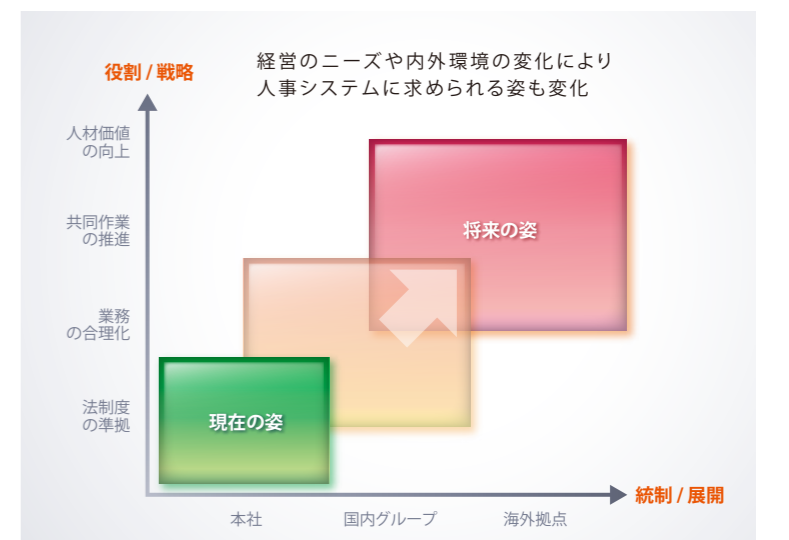 経営のニーズや内外環境の変化により
人事システムに求められる姿も変化
役割 / 戦略
人材価値
の向上
共同作業
の推進
業務
の合理化
法制度
の準拠
将来の姿
現在の姿
統制 / 展開
本社
国内グループ
海外拠点